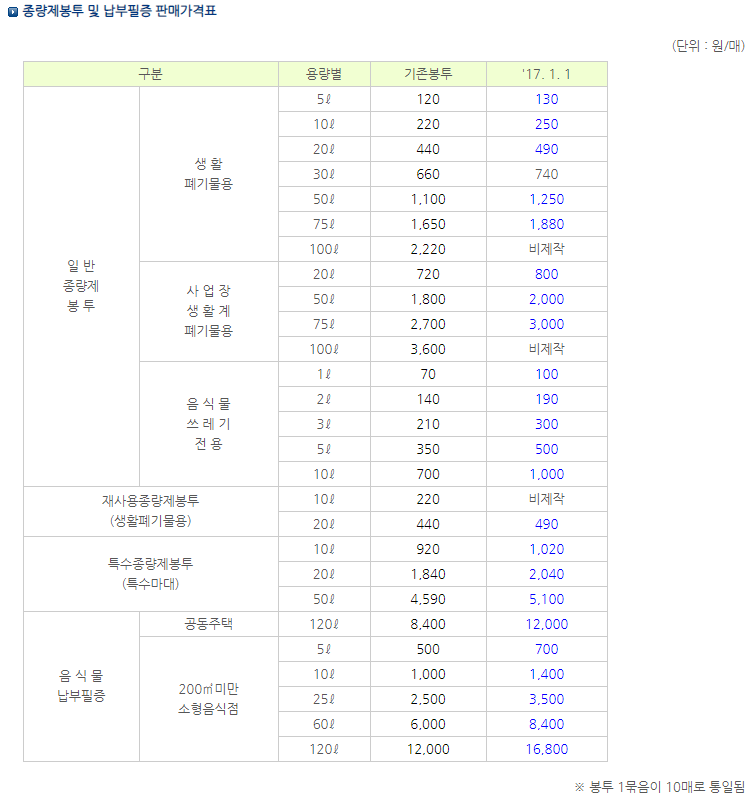 종량제봉투 및 납부필증 판매가격표
(단위 : 원/매)
구분 용량별 기존봉투 '17. 1. 1
일 반
종량제
봉 투
생 활
폐기물용
5ℓ 120 130
10ℓ 220 250
20ℓ 440 490
30ℓ 660 740
50ℓ 1,100 1,250
75ℓ 1,650 1,880
100ℓ 2,220 비제작
사 업 장
생 활 계
폐기물용
20ℓ 720 800
50ℓ 1,800 2,000
75ℓ 2,700 3,000
100ℓ 3,600 비제작
음 식 물
쓰 레 기
전 용
1ℓ 70 100
2ℓ 140 190
3ℓ 210 300
5ℓ 350 500
10ℓ 700 1,000
재사용종량제봉투
(생활폐기물용)
10ℓ 220 비제작
20ℓ 440 490
특수종량제봉투
(특수마대)
10ℓ 920 1,020
20ℓ 1,840 2,040
50ℓ 4,590 5,100
음 식 물
납부필증
공동주택 120ℓ 8,400 12,000
200㎡미만
소형음식점
5ℓ 500 700
10ℓ 1,000 1,400
25ℓ 2,500 3,500
60ℓ 6,000 8,400
120ℓ 12,000 16,800
※ 봉투 1묶음이 10매로 통일됨